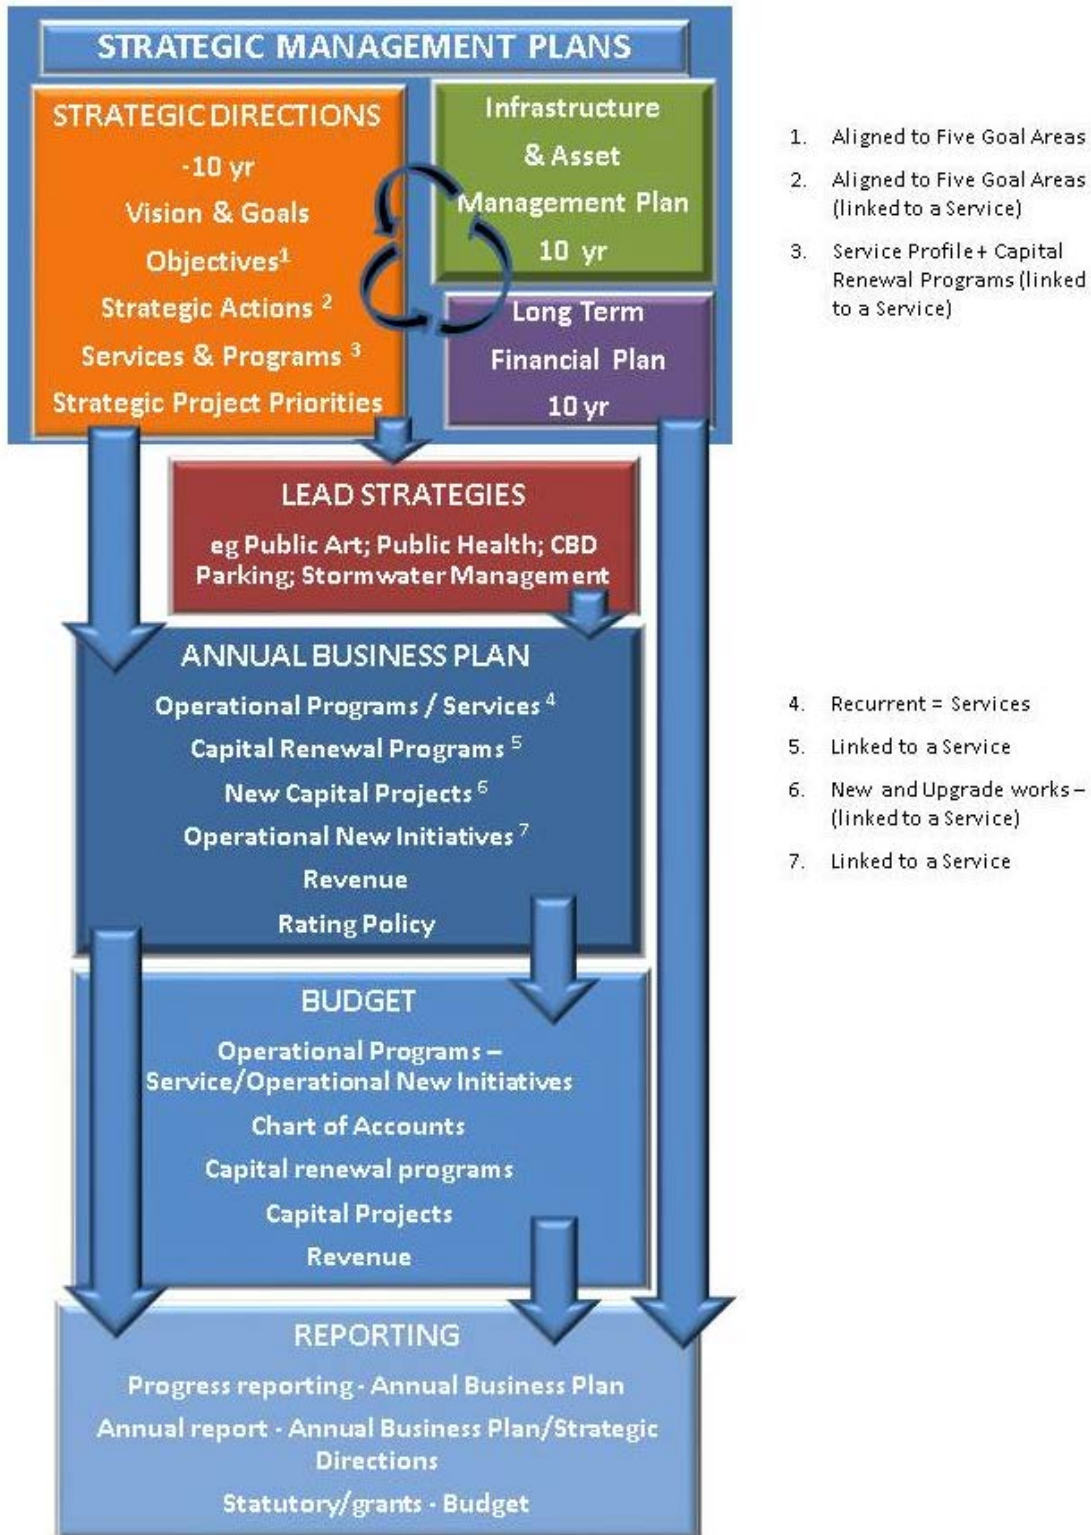 STRATEGIC MANAGEMENT PLANS
STRATEGIC DIRECTIONS
-10 yr
Vision & Goals
Objectives¹
Strategic Actions ²
Services & Programs ³
Strategic Project Priorities
Infrastructure
& Asset
Management Plan
10 yr
Long Term
Financial Plan
10 yr
1. Aligned to Five Goal Areas
2. Aligned to Five Goal Areas
(linked to a Service)
3. Service Profile + Capital
Renewal Programs (linked
to a Service)
LEAD STRATEGIES
eg Public Art; Public Health; CBD
Parking; Stormwater Management
ANNUAL BUSINESS PLAN
Operational Programs / Services ⁴
Capital Renewal Programs ⁵
New Capital Projects ⁶
Operational New Initiatives ⁷
Revenue
Rating Policy
4. Recurrent = Services
5. Linked to a Service
6. New and Upgrade works –
(linked to a Service)
7. Linked to a Service
BUDGET
Operational Programs –
Service/Operational New Initiatives
Chart of Accounts
Capital renewal programs
Capital Projects
Revenue
REPORTING
Progress reporting - Annual Business Plan
Annual report - Annual Business Plan/Strategic
Directions
Statutory/grants - Budget